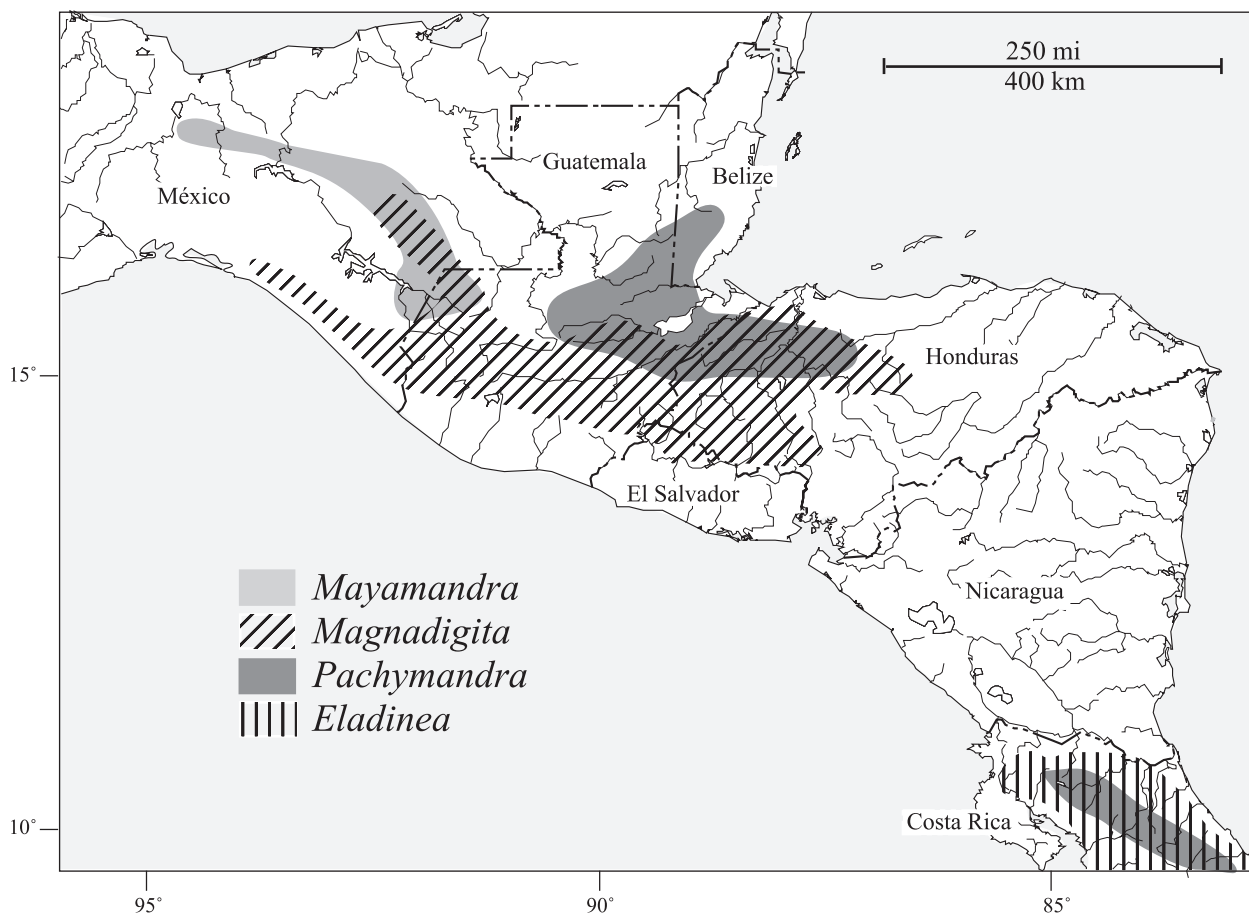 250 mi
400 km
Guatemala
Belize
México
Honduras
15°
El Salvador
Mayamandra
Magnadigita
Pachymandra
Eladinea
Nicaragua
Costa Rica
10°
95°
90°
85°